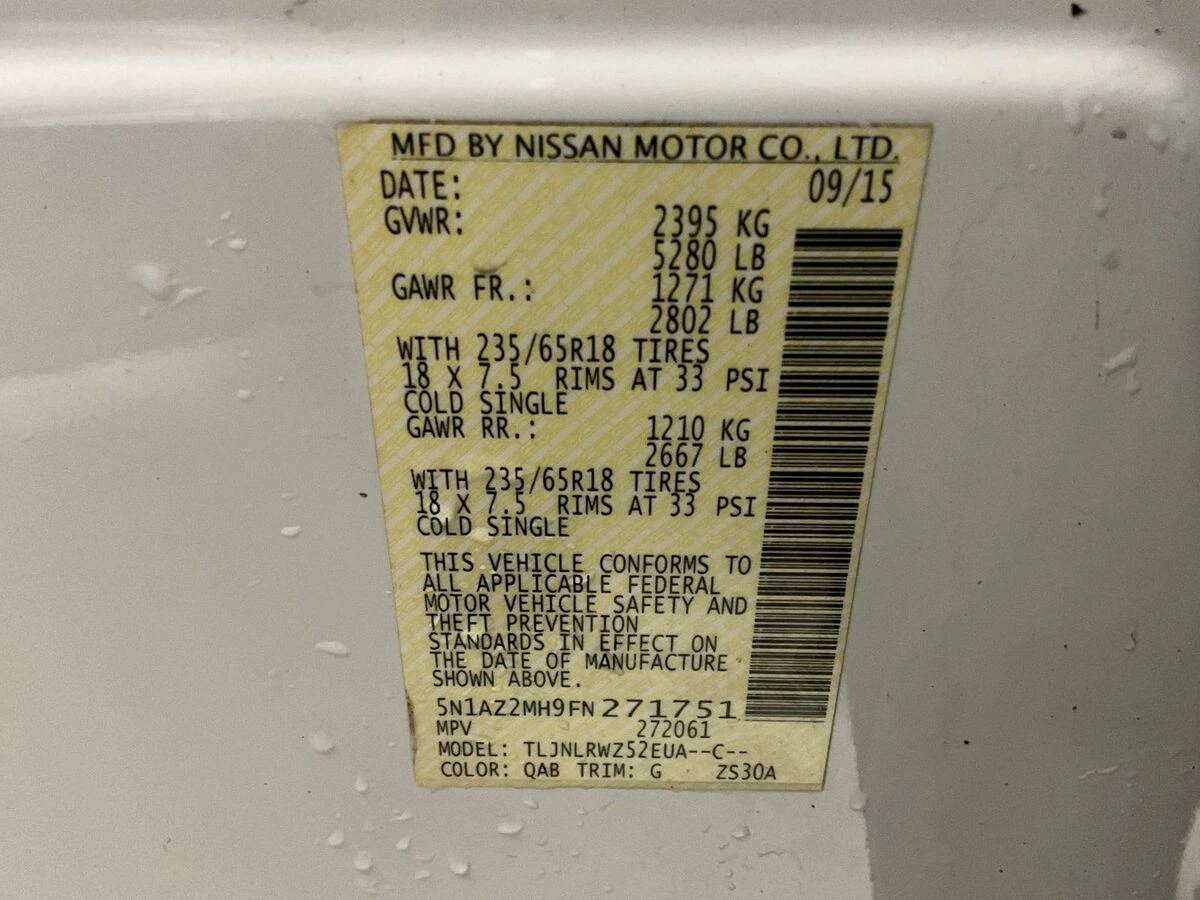 MFD BY NISSAN MOTOR CO., LTD.
DATE: 09/15
GVWR: 2395 KG
5280 LB
GAWR FR.: 1271 KG
2802 LB
WITH 235/65R18 TIRES
18 X 7.5 RIMS AT 33 PSI
COLD SINGLE
GAWR RR.: 1210 KG
2667 LB
WITH 235/65R18 TIRES
18 X 7.5 RIMS AT 33 PSI
COLD SINGLE
THIS VEHICLE CONFORMS TO
ALL APPLICABLE FEDERAL
MOTOR VEHICLE SAFETY AND
THEFT PREVENTION
STANDARDS IN EFFECT ON
THE DATE OF MANUFACTURE
SHOWN ABOVE.
5N1AZ2MH9FN271751
MPV 272061
MODEL: TLJNLRWZ52EUA--C--
COLOR: QAB TRIM: G ZS30A